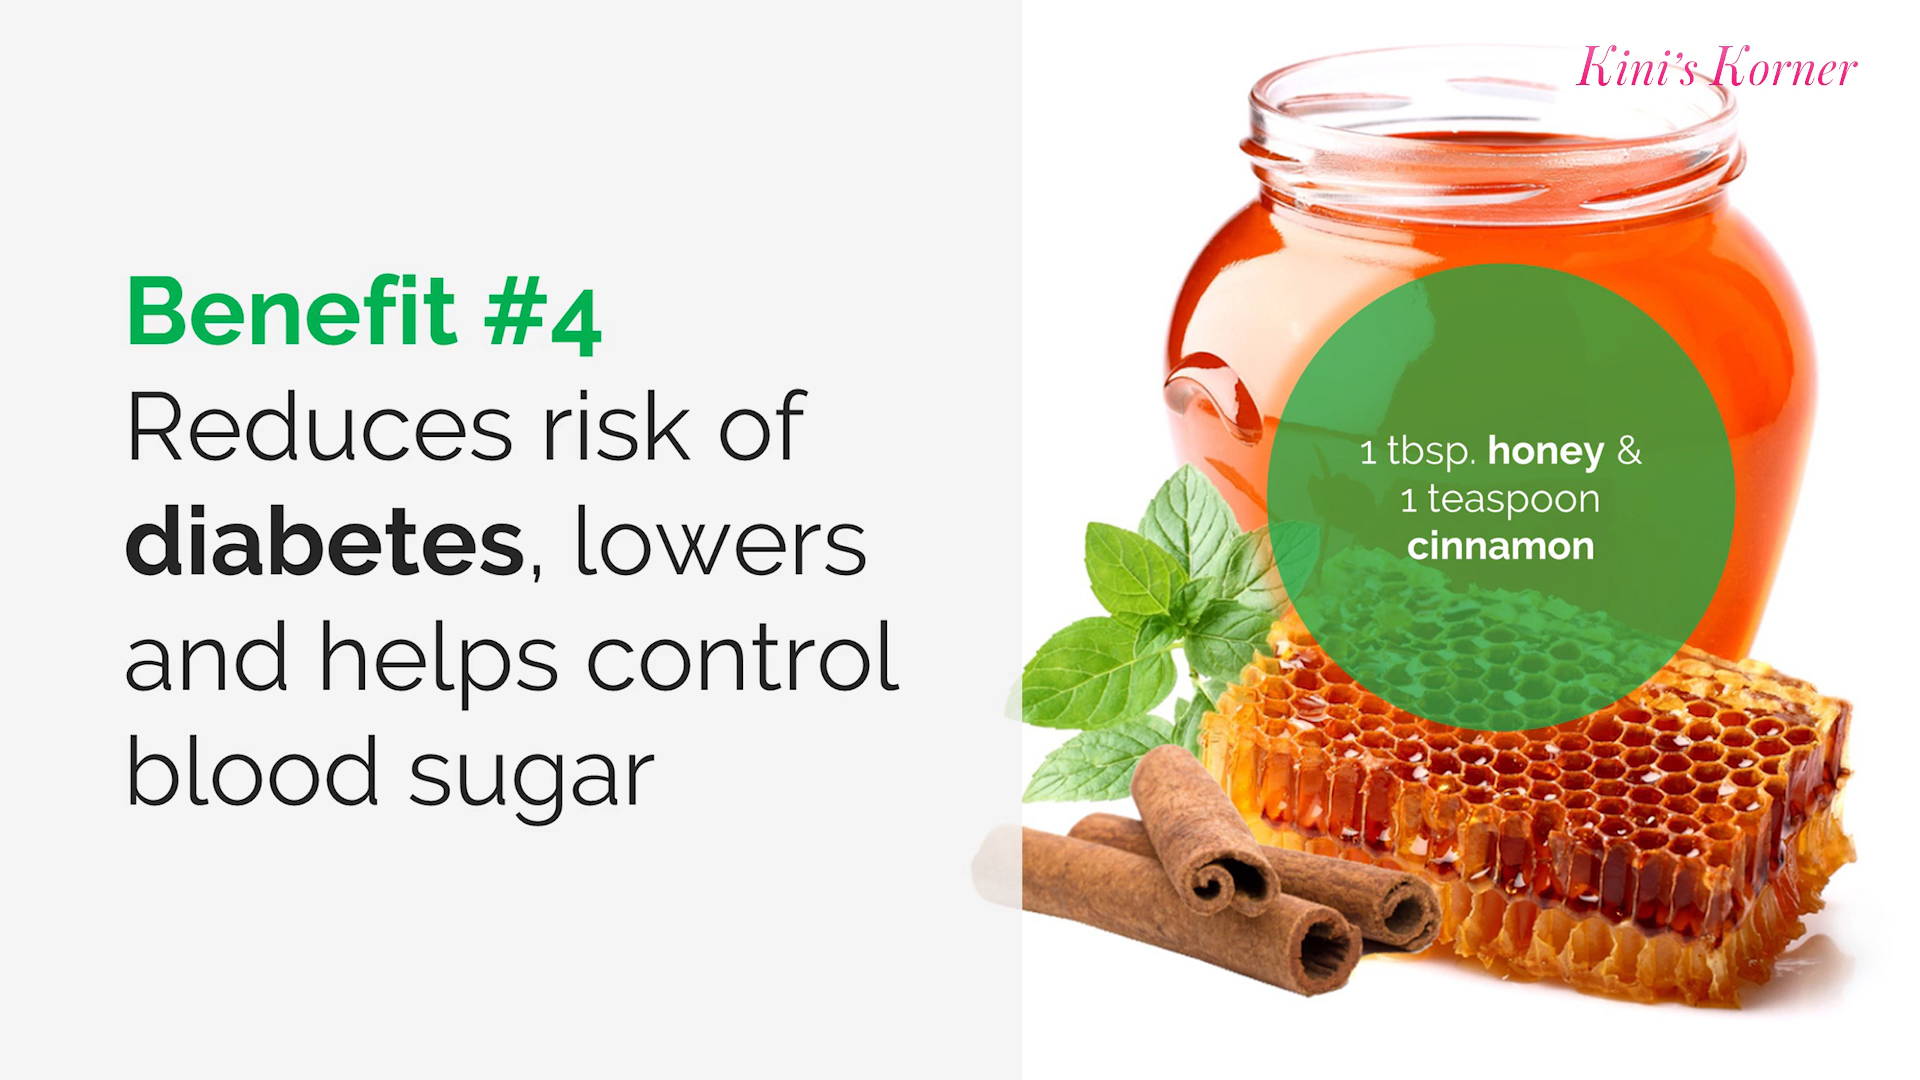 Kini's Korner
Benefit #4
Reduces risk of
diabetes, lowers
and helps control
blood sugar
1 tbsp. honey &
1 teaspoon
cinnamon